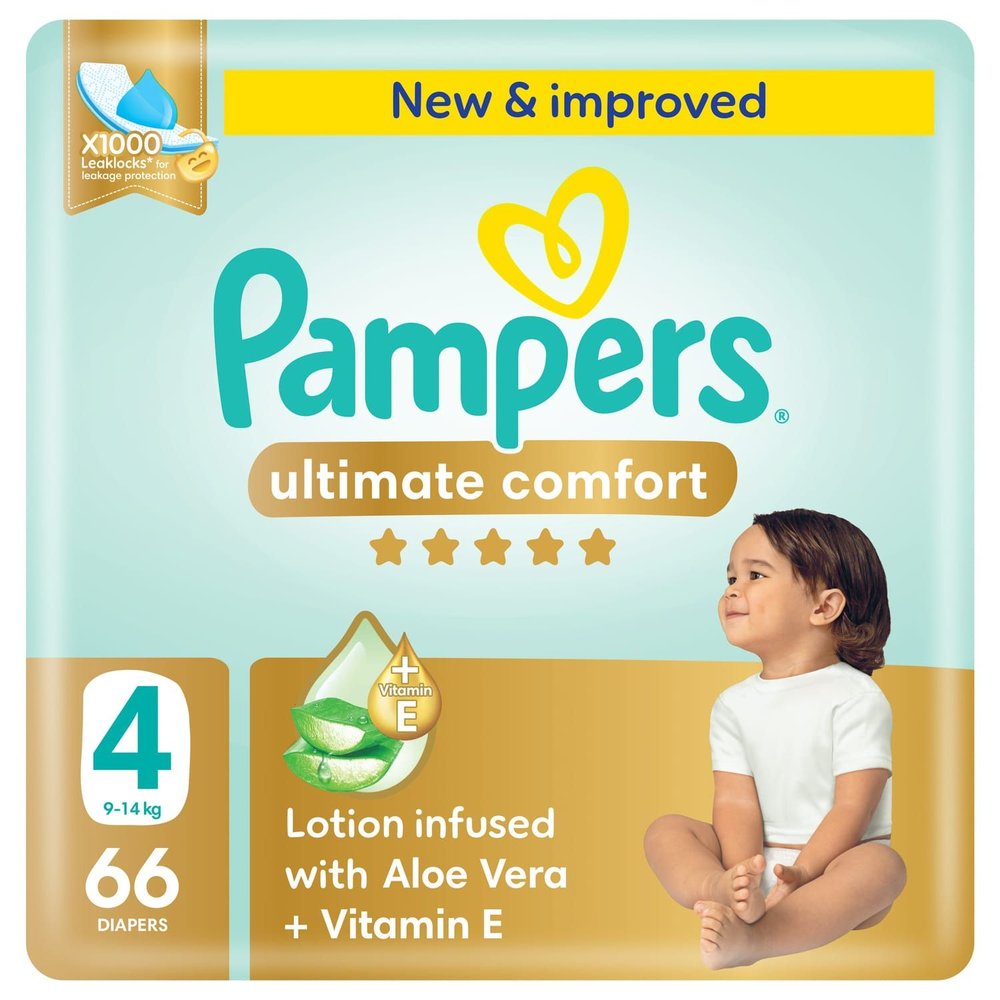 New & improved
X1000
Leaklocks* for
leakage protection
Pampers®
ultimate comfort
+
Vitamin
E
4
9-14 kg
66
DIAPERS
Lotion infused
with Aloe Vera
+ Vitamin E